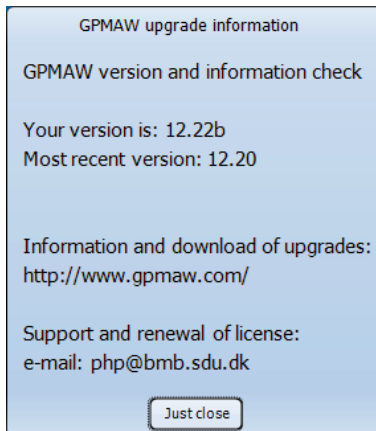 GPMAW upgrade information
GPMAW version and information check
Your version is: 12.22b
Most recent version: 12.20
Information and download of upgrades:
http://www.gpmaw.com/
Support and renewal of license:
e-mail: php@bmb.sdu.dk
Just close